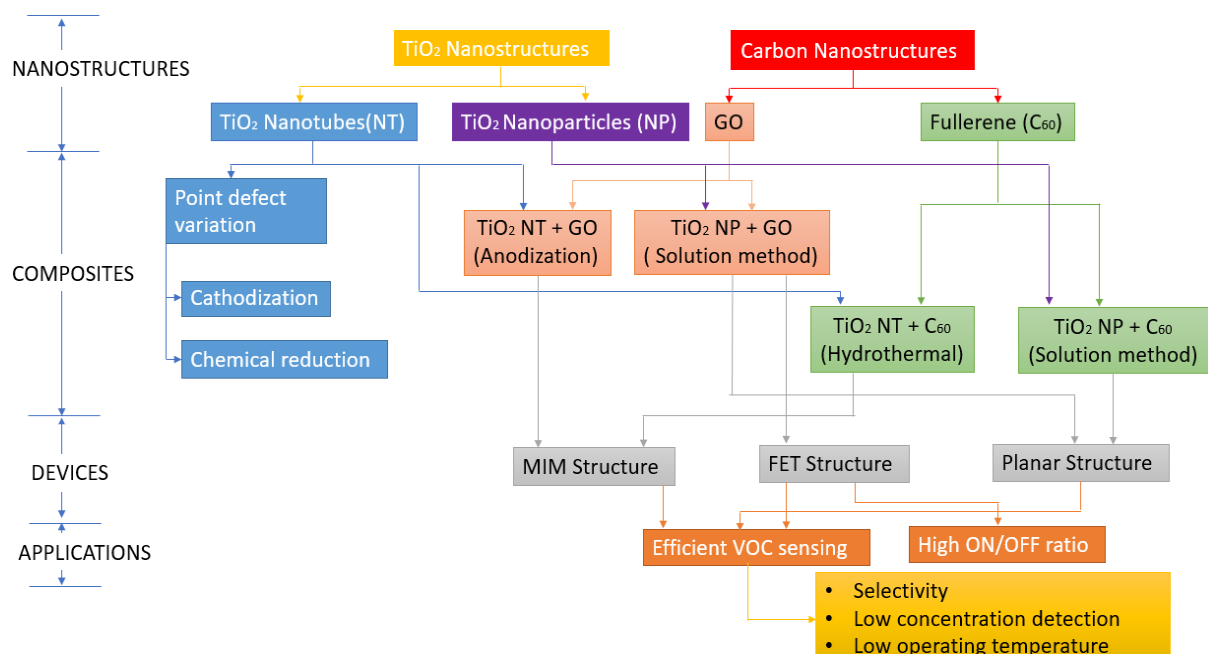 NANOSTRUCTURES
TiO₂ Nanostructures
Carbon Nanostructures
TiO₂ Nanotubes(NT)
TiO₂ Nanoparticles (NP)
GO
Fullerene (C₆₀)
COMPOSITES
Point defect
variation
Cathodization
Chemical reduction
TiO₂ NT + GO
(Anodization)
TiO₂ NP + GO
( Solution method)
TiO₂ NT + C₆₀
(Hydrothermal)
TiO₂ NP + C₆₀
(Solution method)
DEVICES
MIM Structure
FET Structure
Planar Structure
APPLICATIONS
Efficient VOC sensing
High ON/OFF ratio
• Selectivity
• Low concentration detection
• Low operating temperature